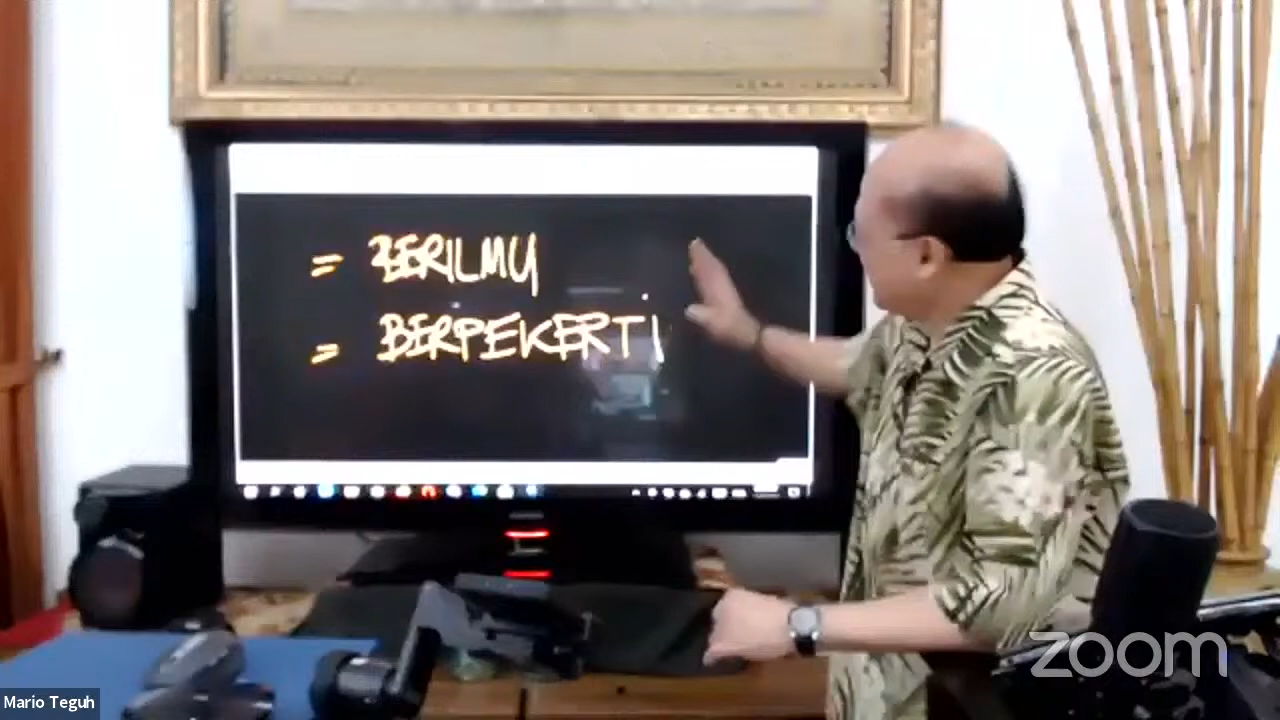 = BERILMU
= BERPEKERTi
Mario Teguh
zoom